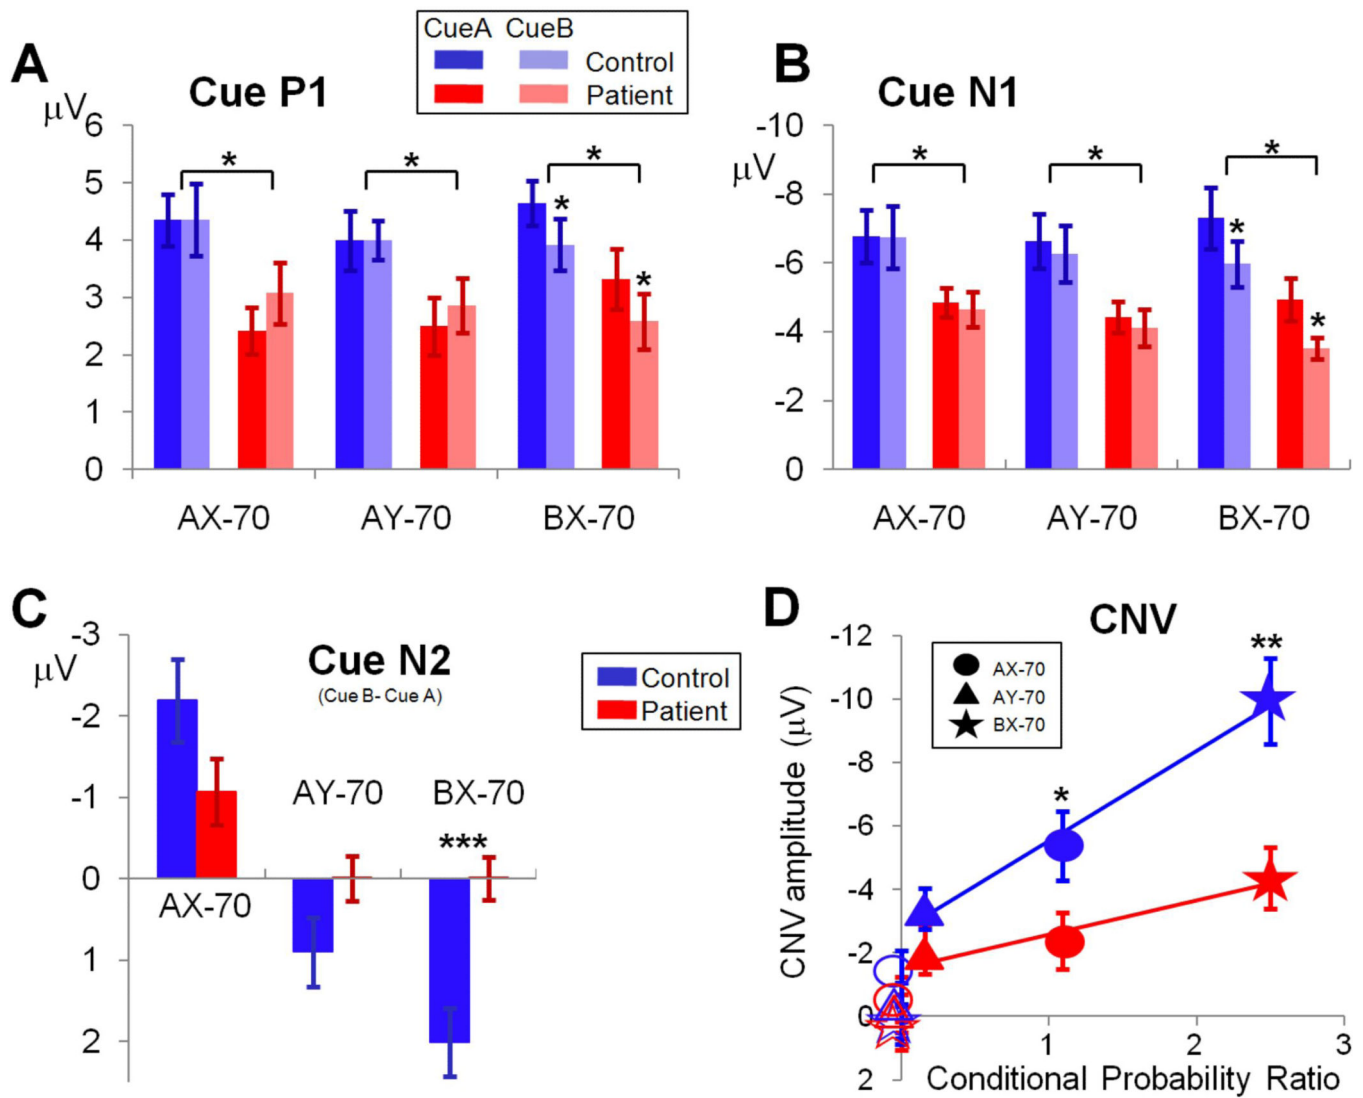 CueA CueB
Control
Patient
A
Cue P1
μV
6
5
4
3
2
1
0
*
*
*
*
*
AX-70 AY-70 BX-70
B
Cue N1
μV
-10
-8
-6
-4
-2
0
*
*
*
*
*
AX-70 AY-70 BX-70
C
Cue N2
(Cue B- Cue A)
μV
-3
-2
-1
0
1
2
Control
Patient
AY-70 BX-70
***
AX-70
D
CNV
CNV amplitude (μV)
-12
-10
-8
-6
-4
-2
0
2
AX-70
AY-70
BX-70
**
*
1 2 3
Conditional Probability Ratio